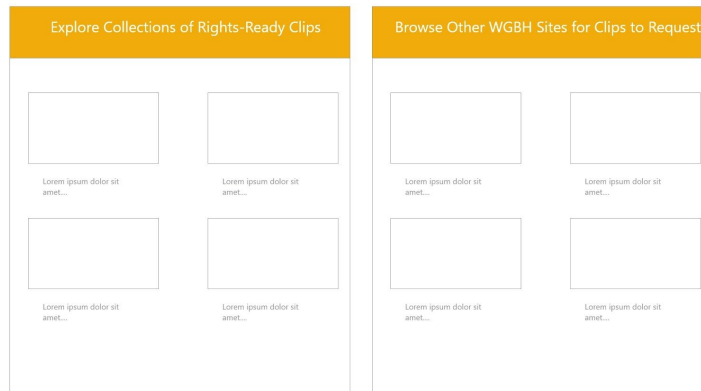 Explore Collections of Rights-Ready Clips
Lorem ipsum dolor sit
amet....
Lorem ipsum dolor sit
amet....
Lorem ipsum dolor sit
amet....
Lorem ipsum dolor sit
amet....
Browse Other WGBH Sites for Clips to Request
Lorem ipsum dolor sit
amet....
Lorem ipsum dolor sit
amet....
Lorem ipsum dolor sit
amet....
Lorem ipsum dolor sit
amet....